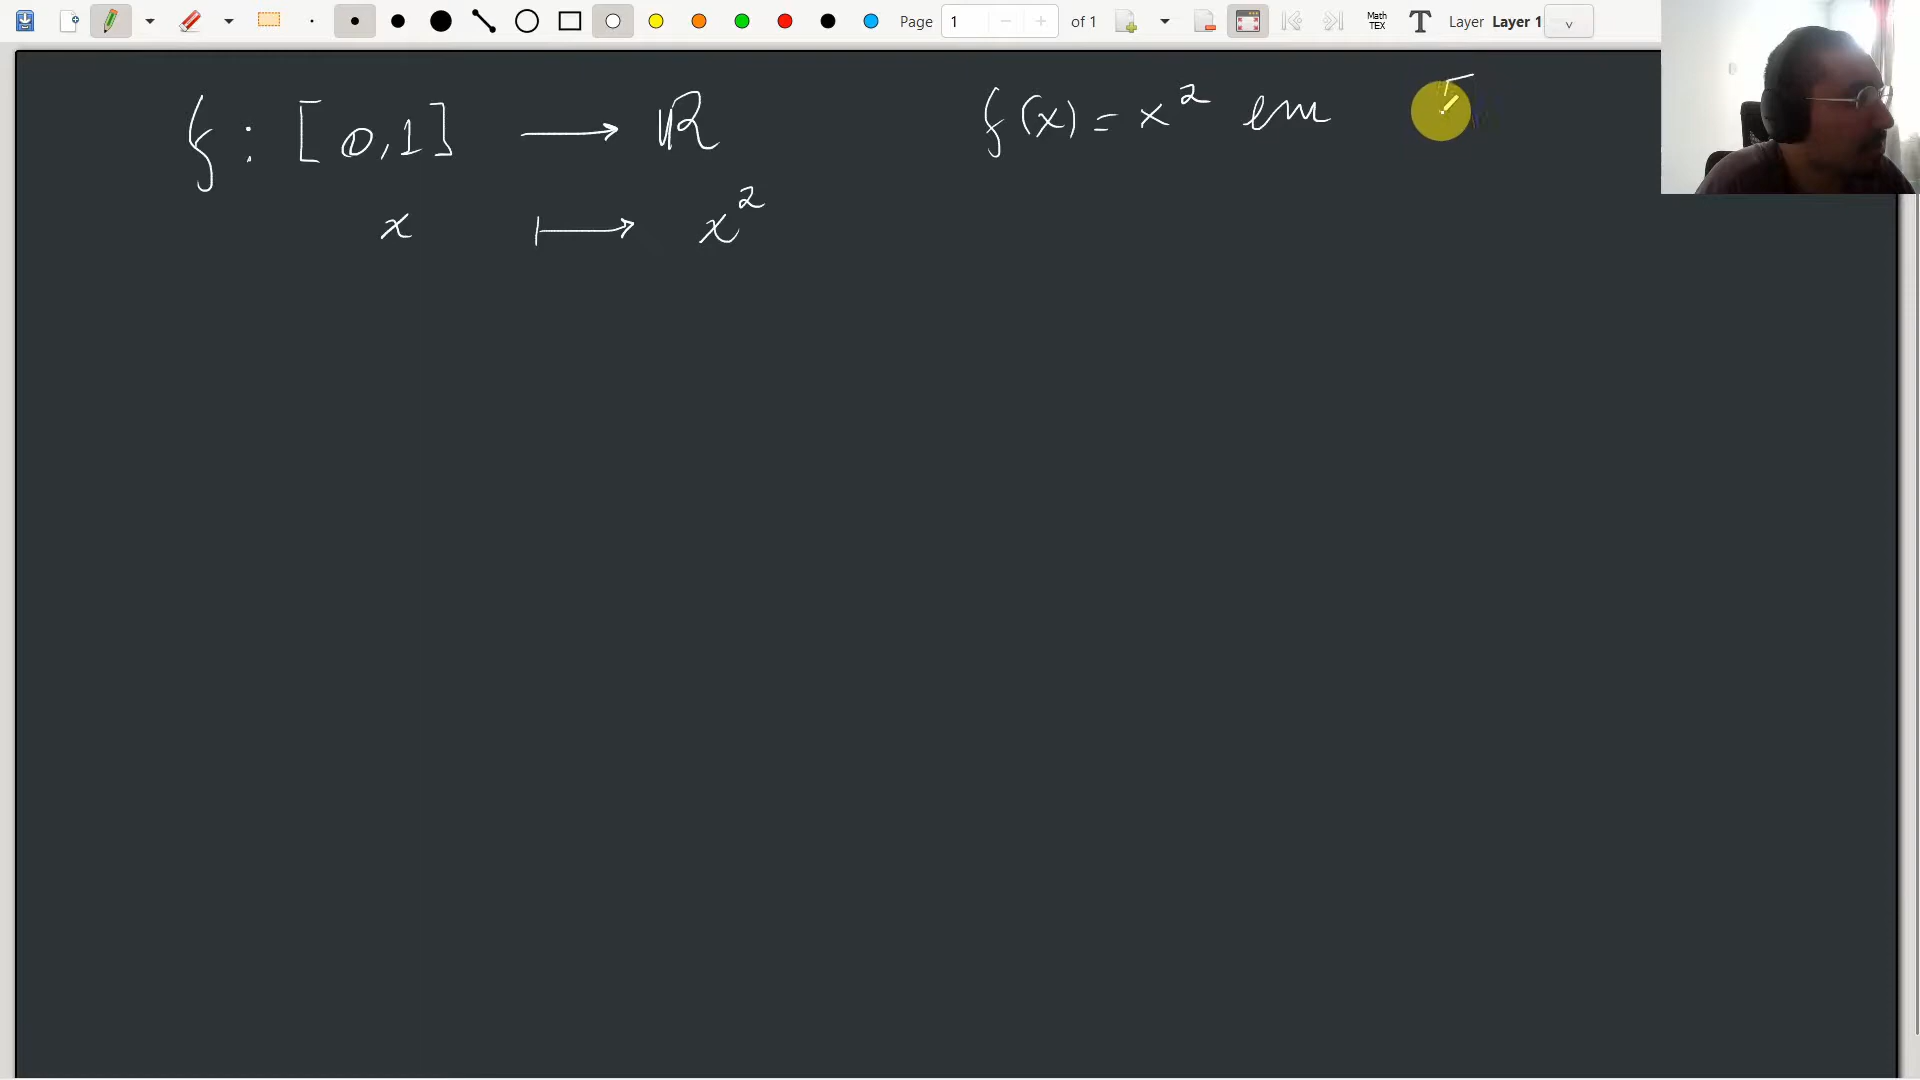 Page 1 of 1 Math TEX T Layer Layer 1
f : [0,1] → ℝ
x ↦ x²
f(x) = x² em